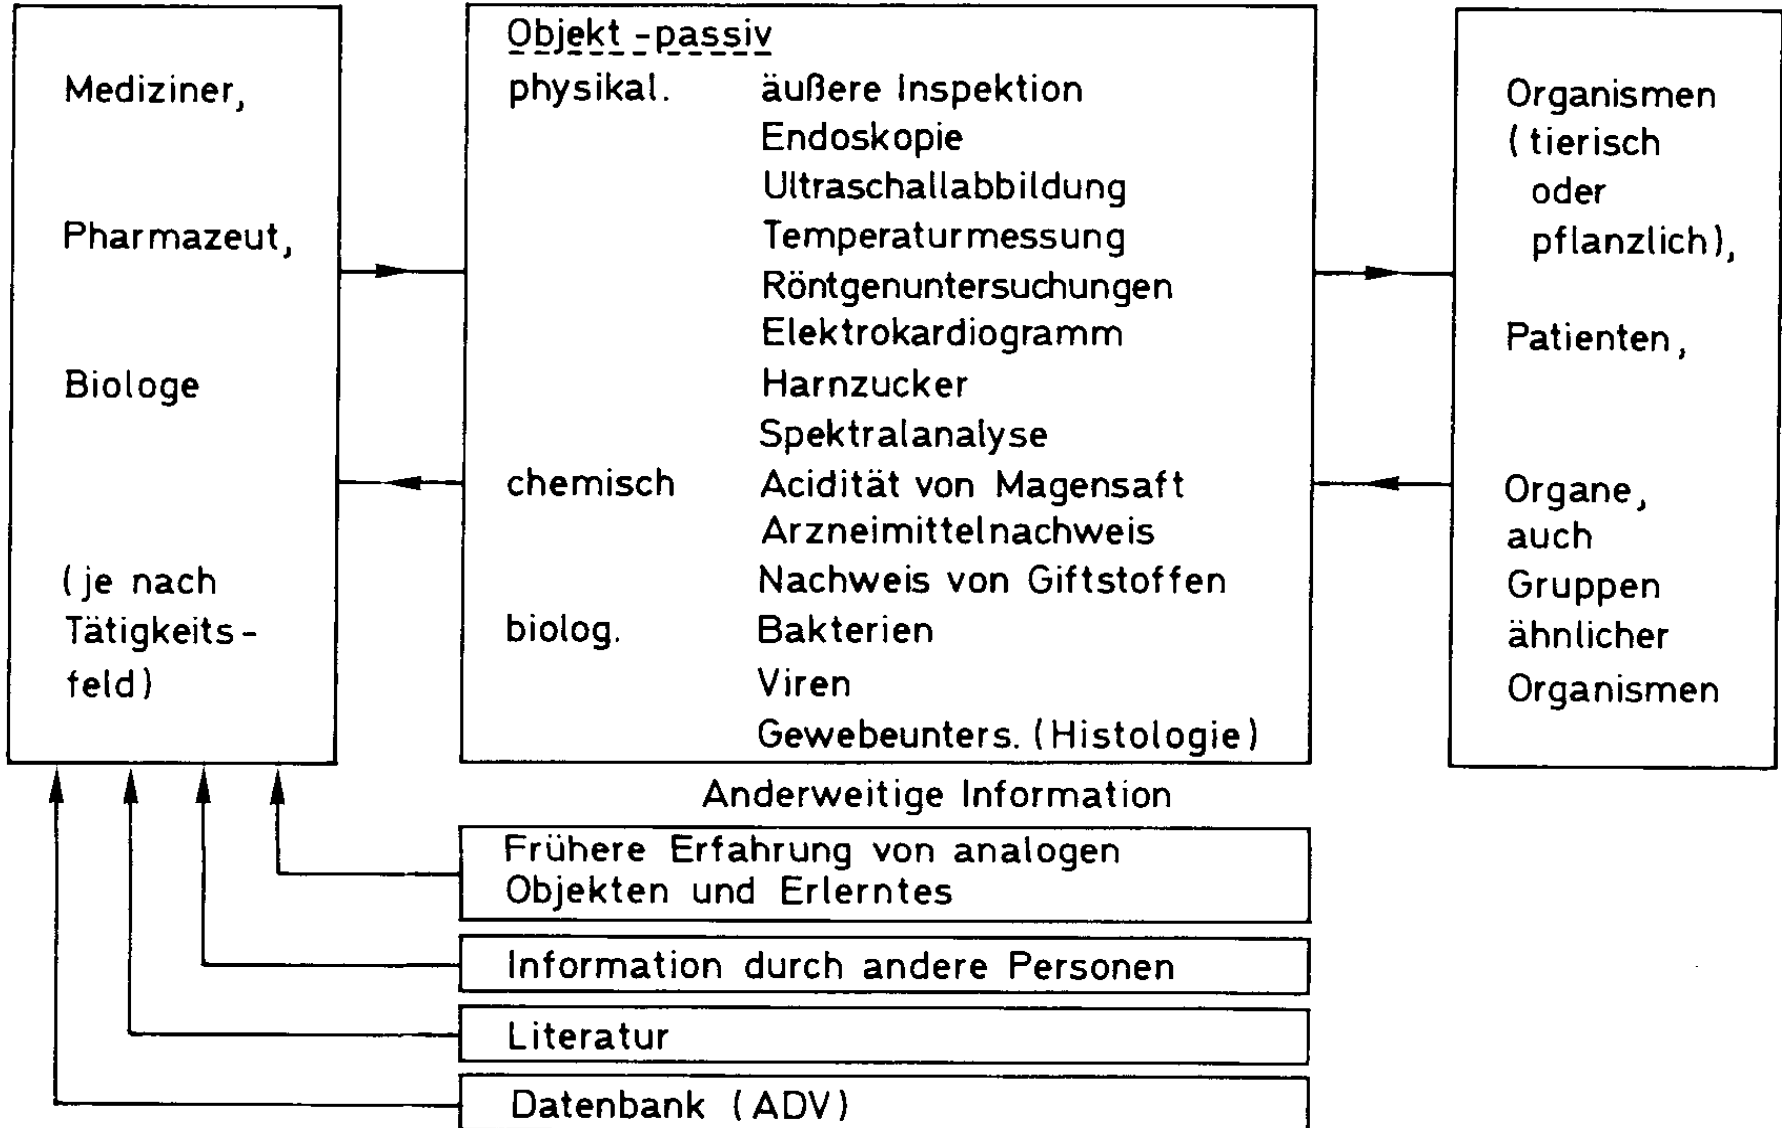 Mediziner,
Pharmazeut,
Biologe
(je nach
Tätigkeits-
feld)
Objekt-passiv
physikal. äußere Inspektion
Endoskopie
Ultraschallabbildung
Temperaturmessung
Röntgenuntersuchungen
Elektrokardiogramm
Harnzucker
Spektralanalyse
chemisch Acidität von Magensaft
Arzneimittelnachweis
Nachweis von Giftstoffen
biolog. Bakterien
Viren
Gewebeunters. (Histologie)
Organismen
(tierisch
oder
pflanzlich),
Patienten,
Organe,
auch
Gruppen
ähnlicher
Organismen
Anderweitige Information
Frühere Erfahrung von analogen
Objekten und Erlerntes
Information durch andere Personen
Literatur
Datenbank (ADV)